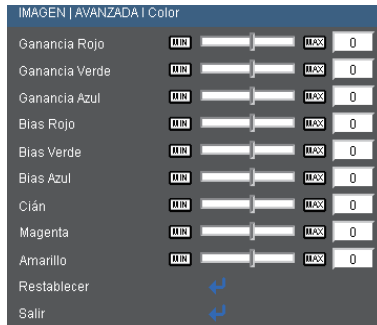 IMAGEN | AVANZADA I Color
Ganancia Rojo MIN MAX 0
Ganancia Verde MIN MAX 0
Ganancia Azul MIN MAX 0
Bias Rojo MIN MAX 0
Bias Verde MIN MAX 0
Bias Azul MIN MAX 0
Cián MIN MAX 0
Magenta MIN MAX 0
Amarillo MIN MAX 0
Restablecer
Salir